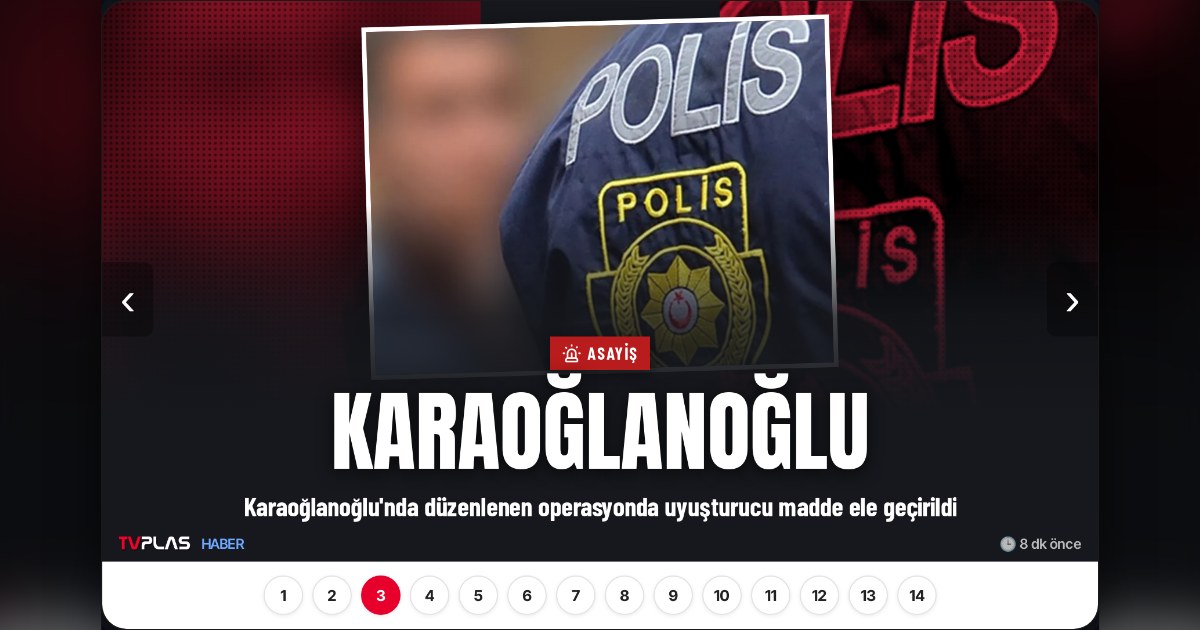 POLİS
POLİS
LİS
İS
ASAYİŞ
KARAOĞLANOĞLU
Karaoğlanoğlu'nda düzenlenen operasyonda uyuşturucu madde ele geçirildi
TVPLAS HABER
8 dk önce
1 2 3 4 5 6 7 8 9 10 11 12 13 14